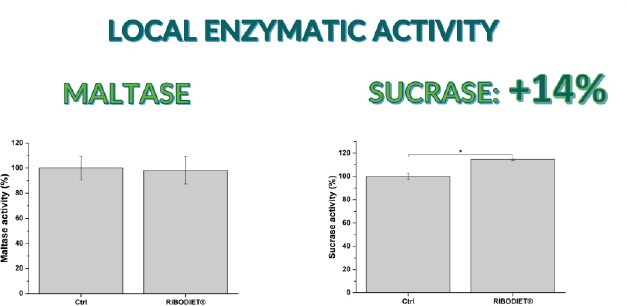 LOCAL ENZYMATIC ACTIVITY
MALTASE
SUCRASE: +14%
120
100
80
60
40
20
0
Maltase activity (%)
Ctrl
RIBODIET®
120
100
80
60
40
20
0
Sucrase activity (%)
*
Ctrl
RIBODIET®